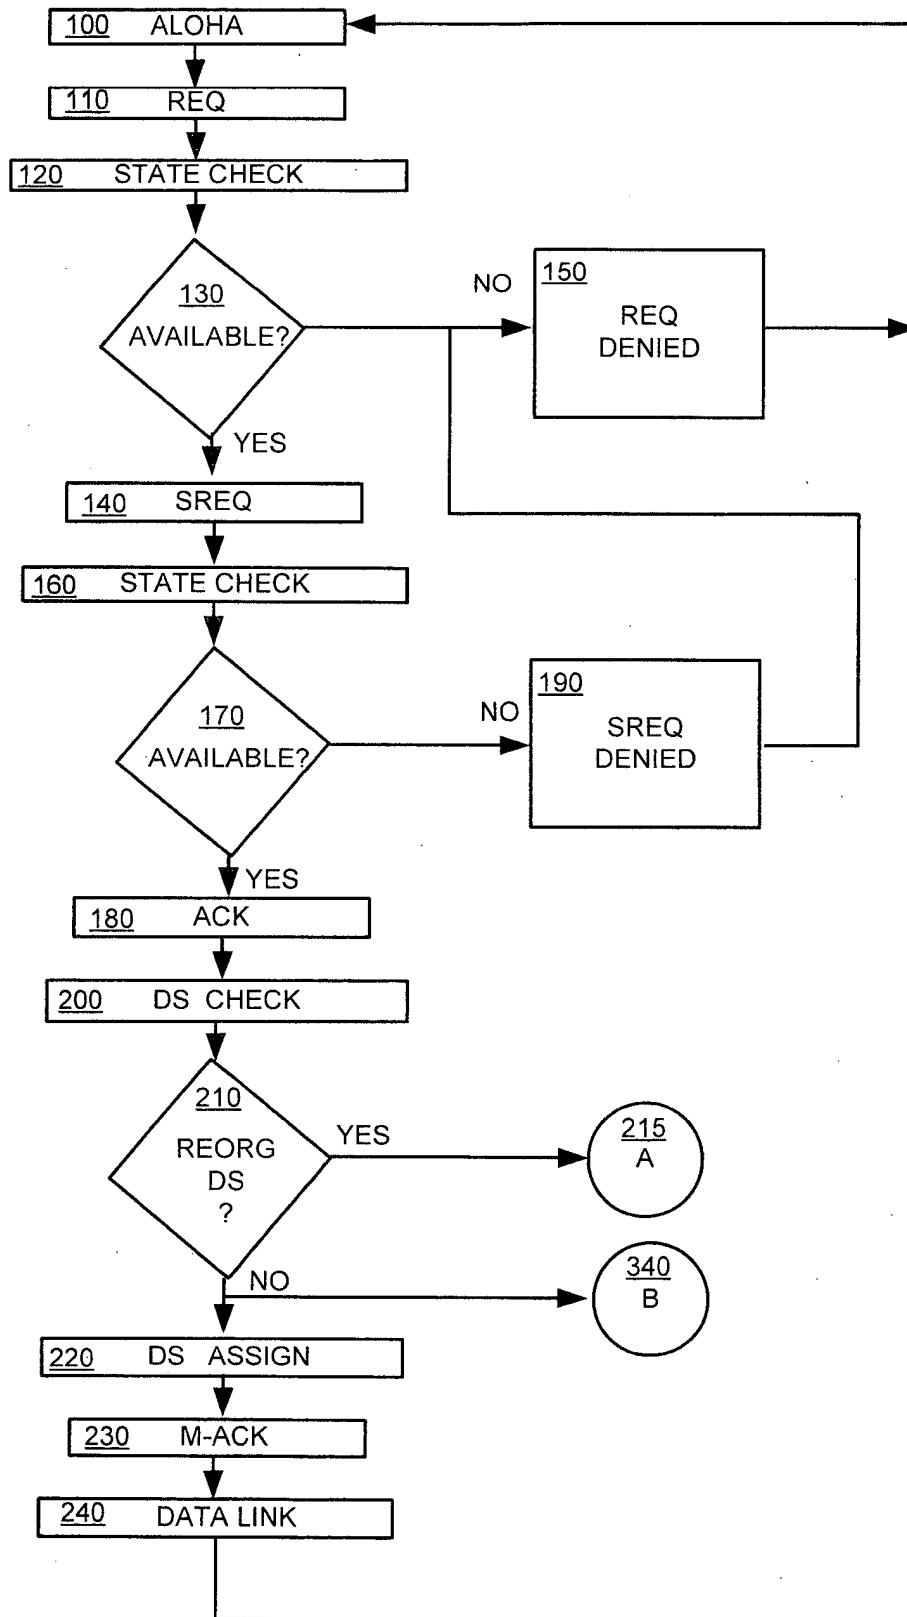 100 ALOHA
110 REQ
120 STATE CHECK
130
AVAILABLE?
NO
150
REQ
DENIED
YES
140 SREQ
160 STATE CHECK
170
AVAILABLE?
NO
190
SREQ
DENIED
YES
180 ACK
200 DS CHECK
210
REORG
DS
?
YES
215
A
NO
340
B
220 DS ASSIGN
230 M-ACK
240 DATA LINK